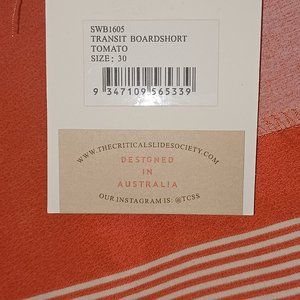 SWB1605
TRANSIT BOARDSHORT
TOMATO
SIZE: 30
9 347109 565339
WWW.THECRITICALSLIDESOCIETY.COM
DESIGNED
IN
AUSTRALIA
OUR INSTAGRAM IS: @TCSS